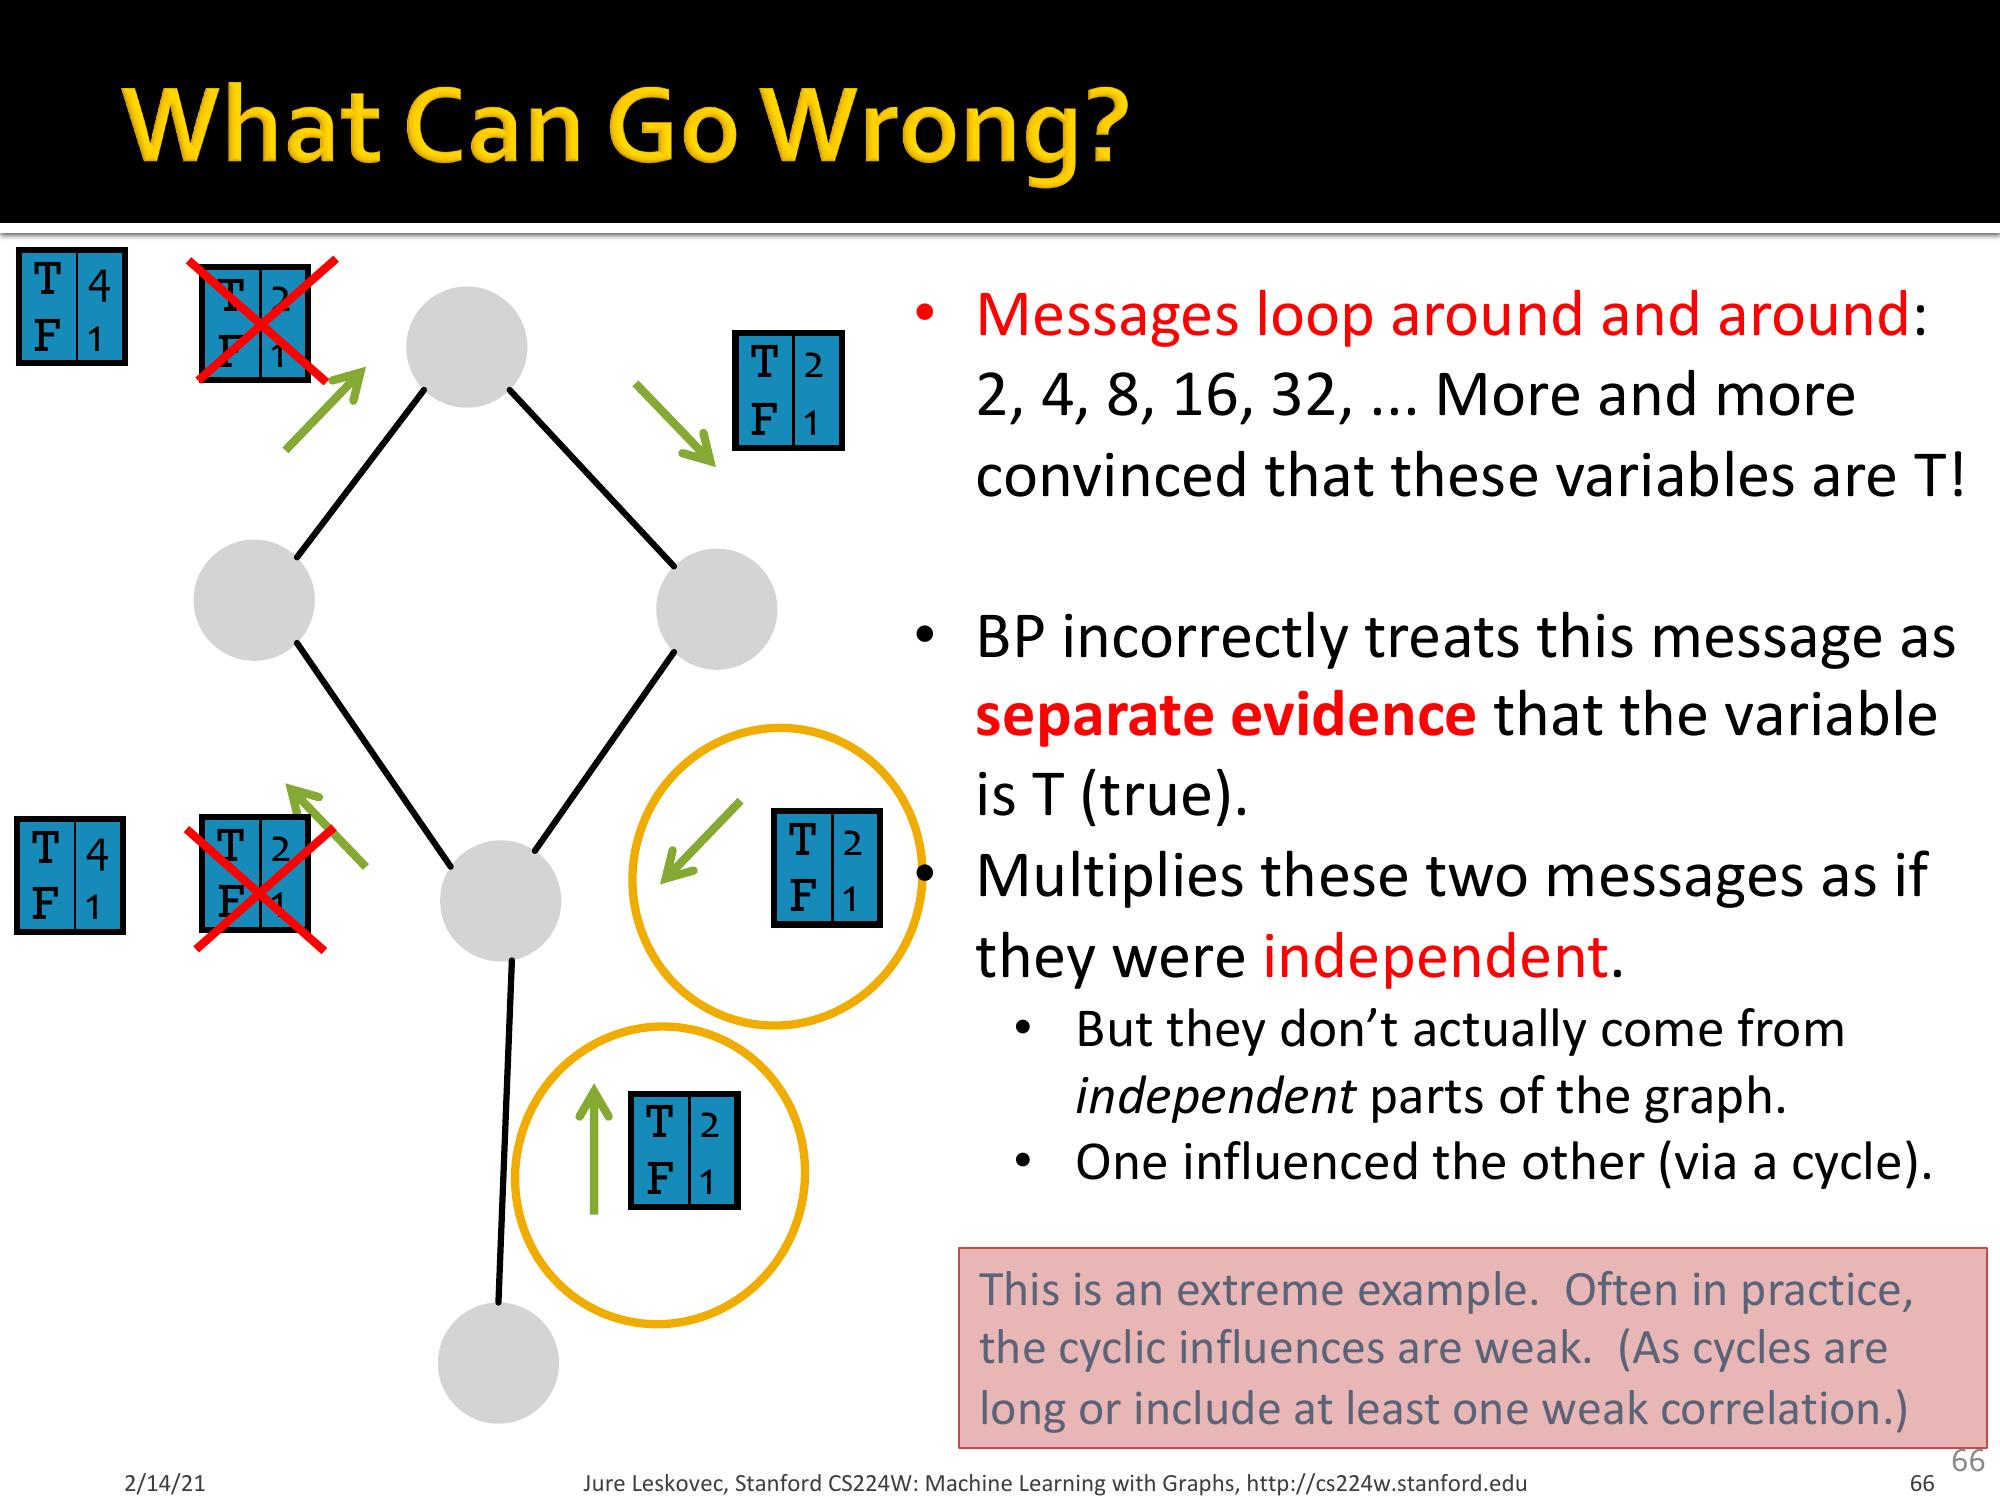 What Can Go Wrong?
T 4
F 1
T 2
F 1
T 2
F 1
• Messages loop around and around:
2, 4, 8, 16, 32, ... More and more
convinced that these variables are T!
• BP incorrectly treats this message as
separate evidence that the variable
is T (true).
T 4
F 1
T 2
F 1
T 2
F 1
• Multiplies these two messages as if
they were independent.
• But they don’t actually come from
independent parts of the graph.
• One influenced the other (via a cycle).
T 2
F 1
This is an extreme example.  Often in practice,
the cyclic influences are weak.  (As cycles are
long or include at least one weak correlation.)
66
2/14/21
Jure Leskovec, Stanford CS224W: Machine Learning with Graphs, http://cs224w.stanford.edu
66